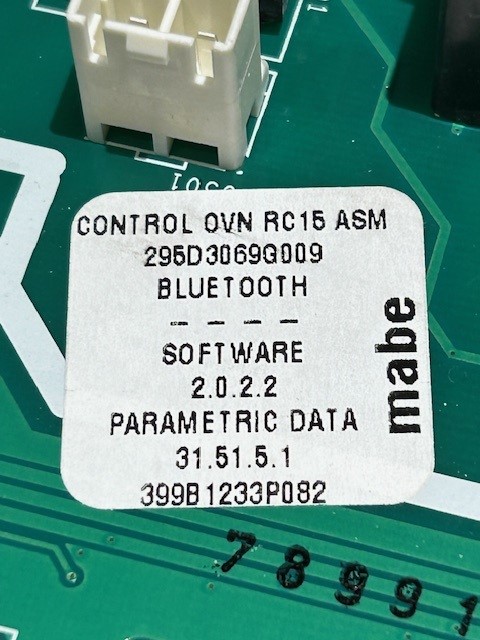 CONTROL OVN RC15 ASM
295D3069G009
BLUETOOTH
- - - -
SOFTWARE
2.0.2.2
PARAMETRIC DATA
31.51.5.1
399B1233P082
mabe
78991